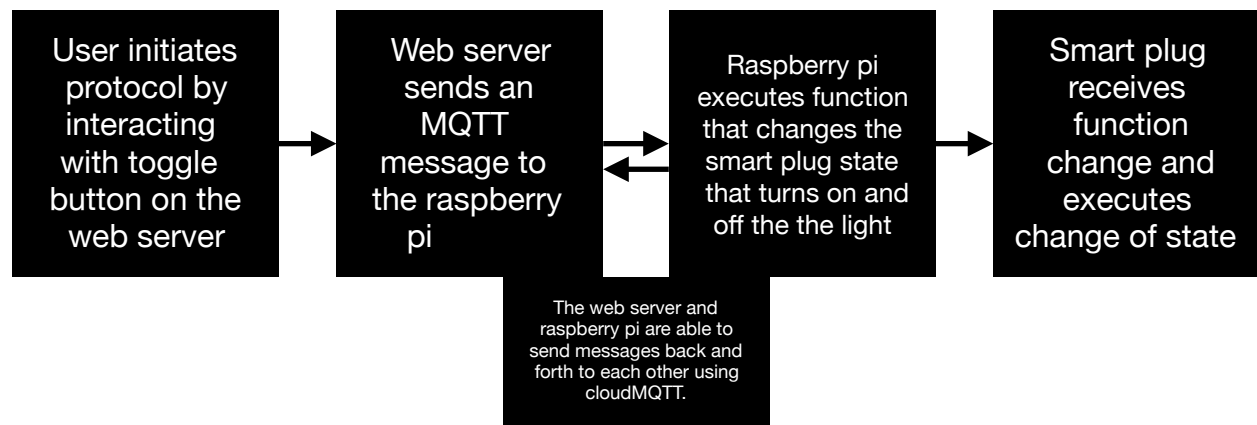 User initiates
protocol by
interacting
with toggle
button on the
web server
Web server
sends an
MQTT
message to
the raspberry
pi
Raspberry pi
executes function
that changes the
smart plug state
that turns on and
off the the light
Smart plug
receives
function
change and
executes
change of state
The web server and
raspberry pi are able to
send messages back and
forth to each other using
cloudMQTT.